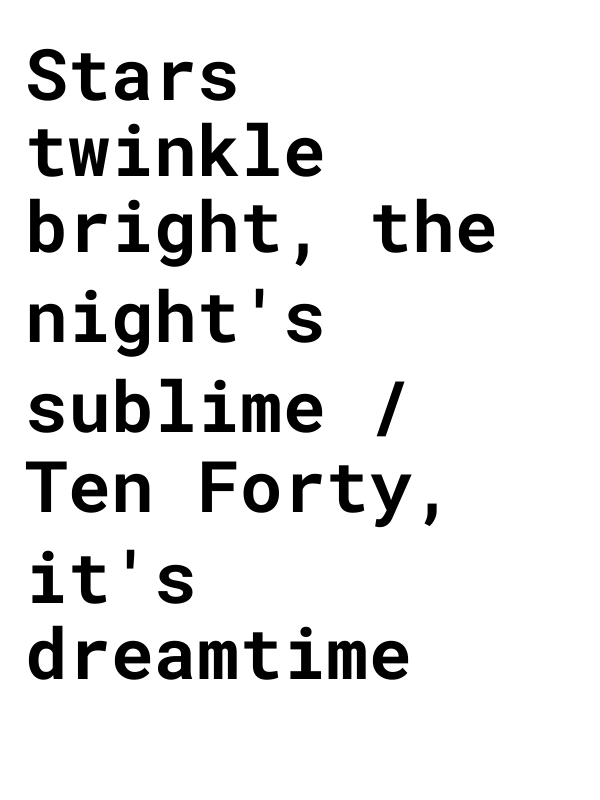 Stars
twinkle
bright, the
night's
sublime /
Ten Forty,
it's
dreamtime